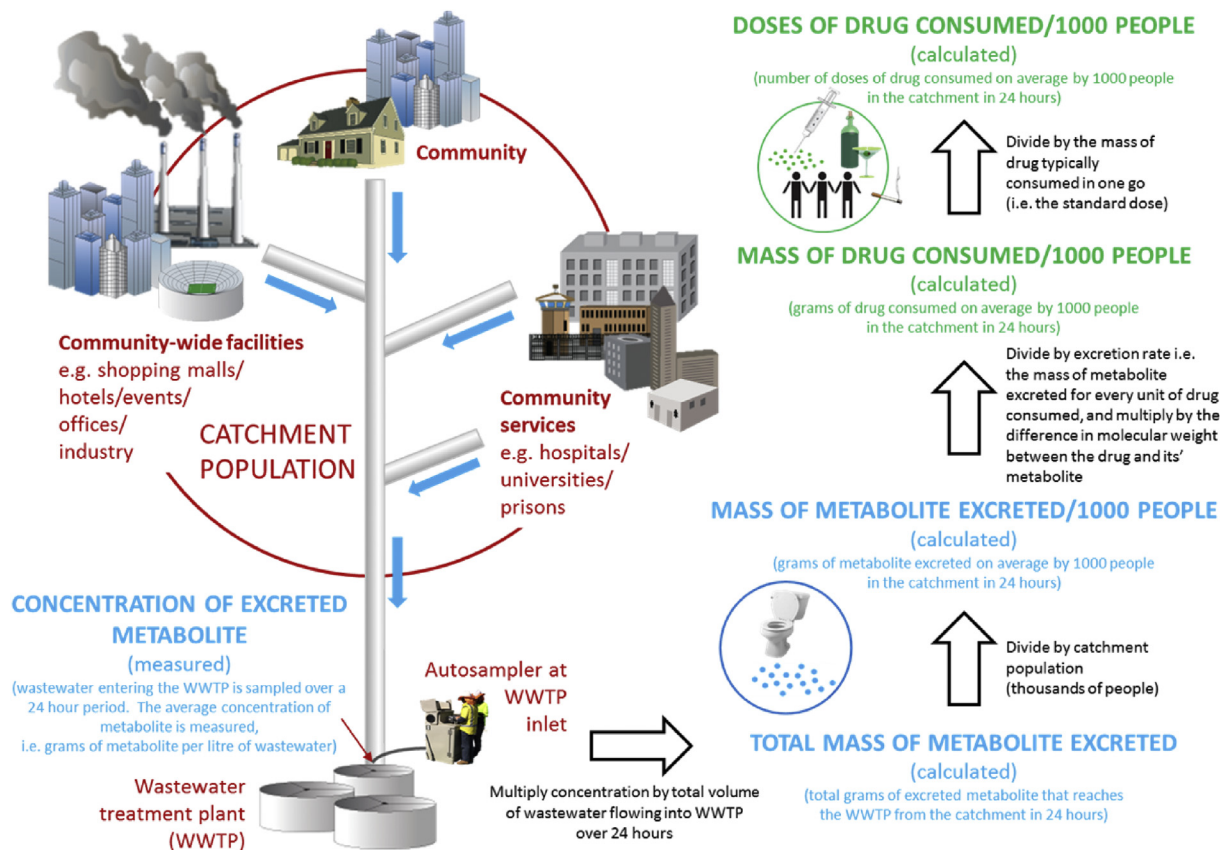 Community
Community-wide facilities
e.g. shopping malls/
hotels/events/
offices/
industry
CATCHMENT
POPULATION
Community
services
e.g. hospitals/
universities/
prisons
CONCENTRATION OF EXCRETED
METABOLITE
(measured)
(wastewater entering the WWTP is sampled over a
24 hour period. The average concentration of
metabolite is measured,
i.e. grams of metabolite per litre of wastewater)
Autosampler at
WWTP
inlet
Wastewater
treatment plant
(WWTP)
Multiply concentration by total volume
of wastewater flowing into WWTP
over 24 hours
DOSES OF DRUG CONSUMED/1000 PEOPLE
(calculated)
(number of doses of drug consumed on average by 1000 people
in the catchment in 24 hours)
Divide by the mass of
drug typically
consumed in one go
(i.e. the standard dose)
MASS OF DRUG CONSUMED/1000 PEOPLE
(calculated)
(grams of drug consumed on average by 1000 people
in the catchment in 24 hours)
Divide by excretion rate i.e.
the mass of metabolite
excreted for every unit of drug
consumed, and multiply by the
difference in molecular weight
between the drug and its'
metabolite
MASS OF METABOLITE EXCRETED/1000 PEOPLE
(calculated)
(grams of metabolite excreted on average by 1000 people
in the catchment in 24 hours)
Divide by catchment
population
(thousands of people)
TOTAL MASS OF METABOLITE EXCRETED
(calculated)
(total grams of excreted metabolite that reaches
the WWTP from the catchment in 24 hours)